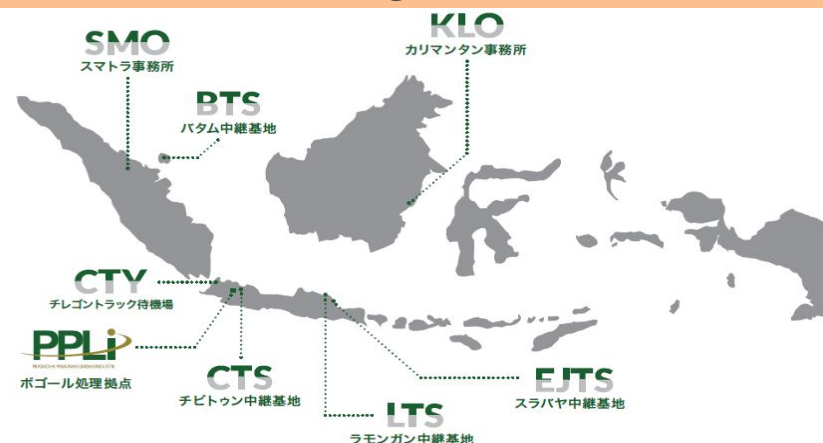 SMO
スマトラ事務所
BTS
バタム中継基地
KLO
カリマンタン事務所
CTY
チレゴントラック待機場
PPLi
ボゴール処理拠点
CTS
チビトゥン中継基地
LTS
ラモンガン中継基地
EJTS
スラバヤ中継基地